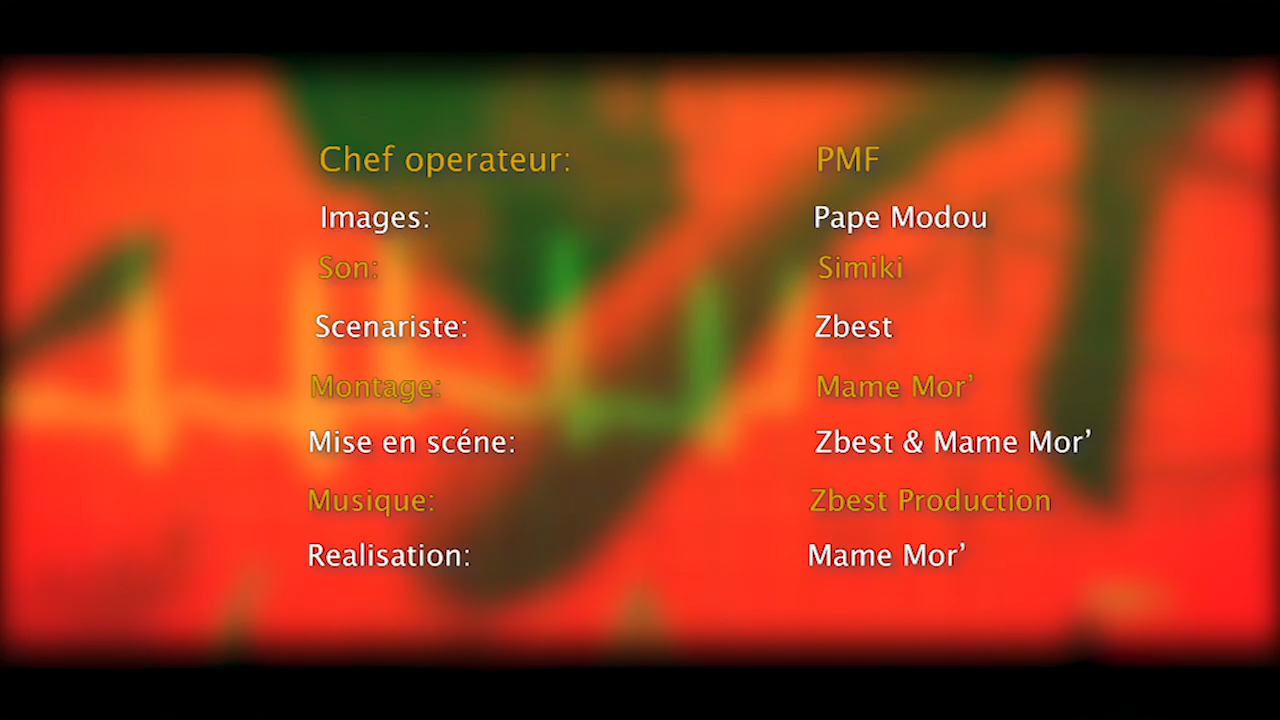 Chef operateur: PMF
Images: Pape Modou
Son: Simiki
Scenariste: Zbest
Montage: Mame Mor’
Mise en scéne: Zbest & Mame Mor’
Musique: Zbest Production
Realisation: Mame Mor’